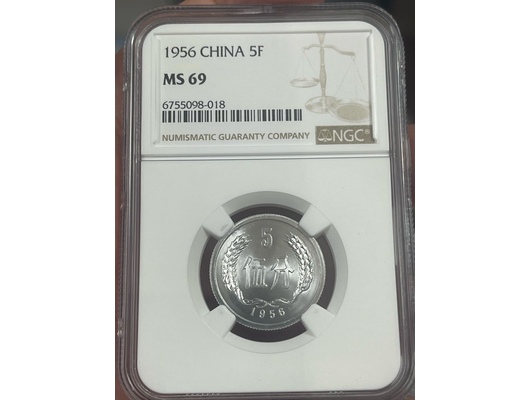 1956 CHINA 5F
MS 69
6755098-018
NUMISMATIC GUARANTY COMPANY NGC®
5
伍分
1956